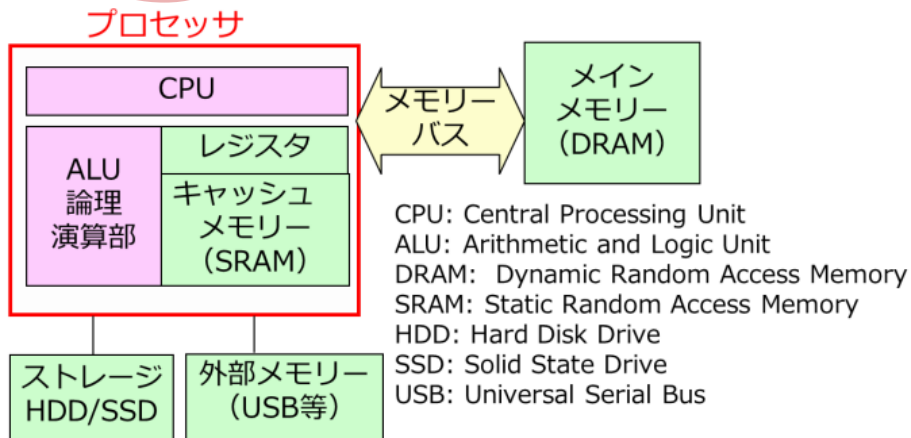 プロセッサ
CPU
ALU
論理
演算部
レジスタ
キャッシュ
メモリー
（SRAM）
メモリー
バス
メイン
メモリー
（DRAM）
CPU: Central Processing Unit
ALU: Arithmetic and Logic Unit
DRAM:  Dynamic Random Access Memory
SRAM: Static Random Access Memory
HDD: Hard Disk Drive
SSD: Solid State Drive
USB: Universal Serial Bus
ストレージ
HDD/SSD
外部メモリー
（USB等）